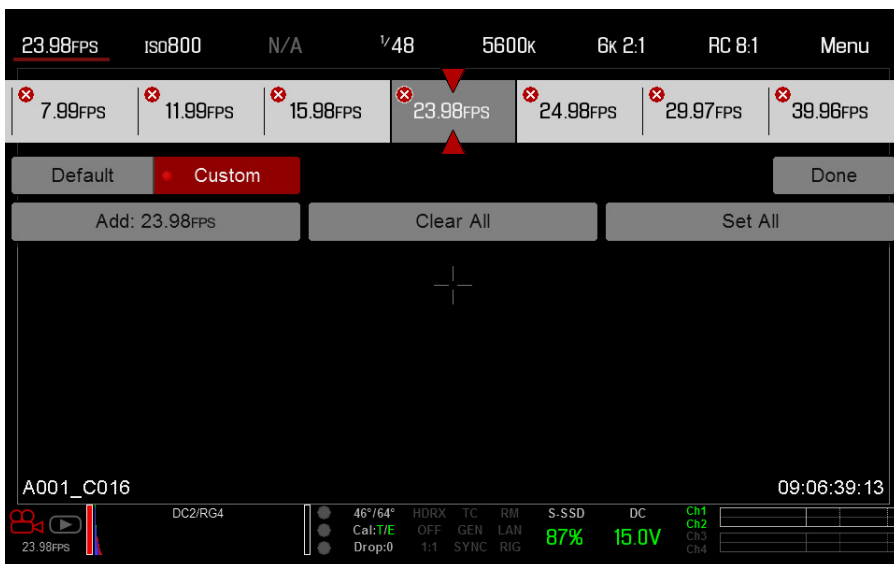 23.98FPS ISO800 N/A 1/48 5600K 6K 2:1 RC 8:1 Menu
7.99FPS 11.99FPS 15.98FPS 23.98FPS 24.98FPS 29.97FPS 39.96FPS
Default Custom Done
Add: 23.98FPS Clear All Set All
A001_C016 09:06:39:13
DC2/RG4 46°/64° HDRX TC RM S-SSD DC Ch1
Cal:T/E OFF GEN LAN 87% 15.0V Ch2
23.98FPS Drop:0 1:1 SYNC RIG Ch3
Ch4